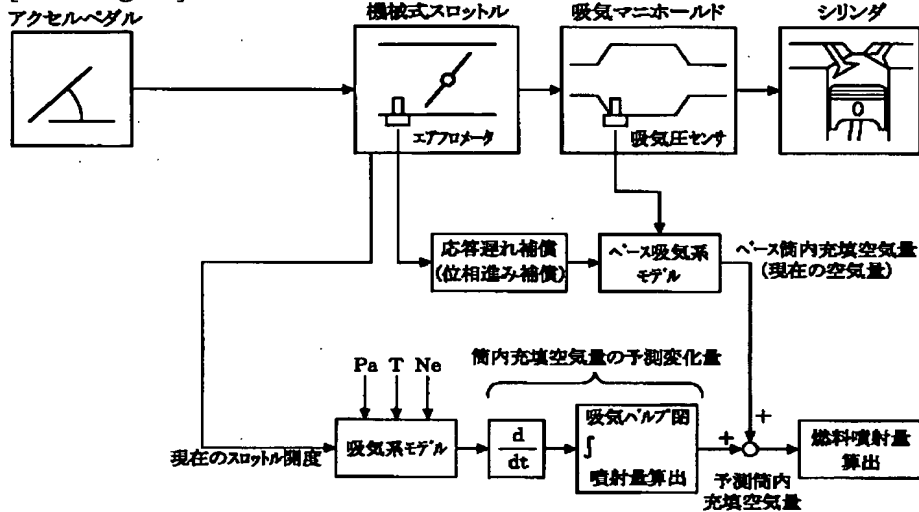 アクセルペダル
機械式スロットル
吸気マニホールド
シリンダ
エアフロメータ
吸気圧センサ
応答遅れ補償
(位相進み補償)
ベース吸気系
モデル
ベース筒内充填空気量
(現在の空気量)
筒内充填空気量の予測変化量
Pa T Ne
吸気バルブ閉
∫
噴射量算出
d
dt
吸気系モデル
現在のスロットル開度
+
+
燃料噴射量
算出
予測筒内
充填空気量